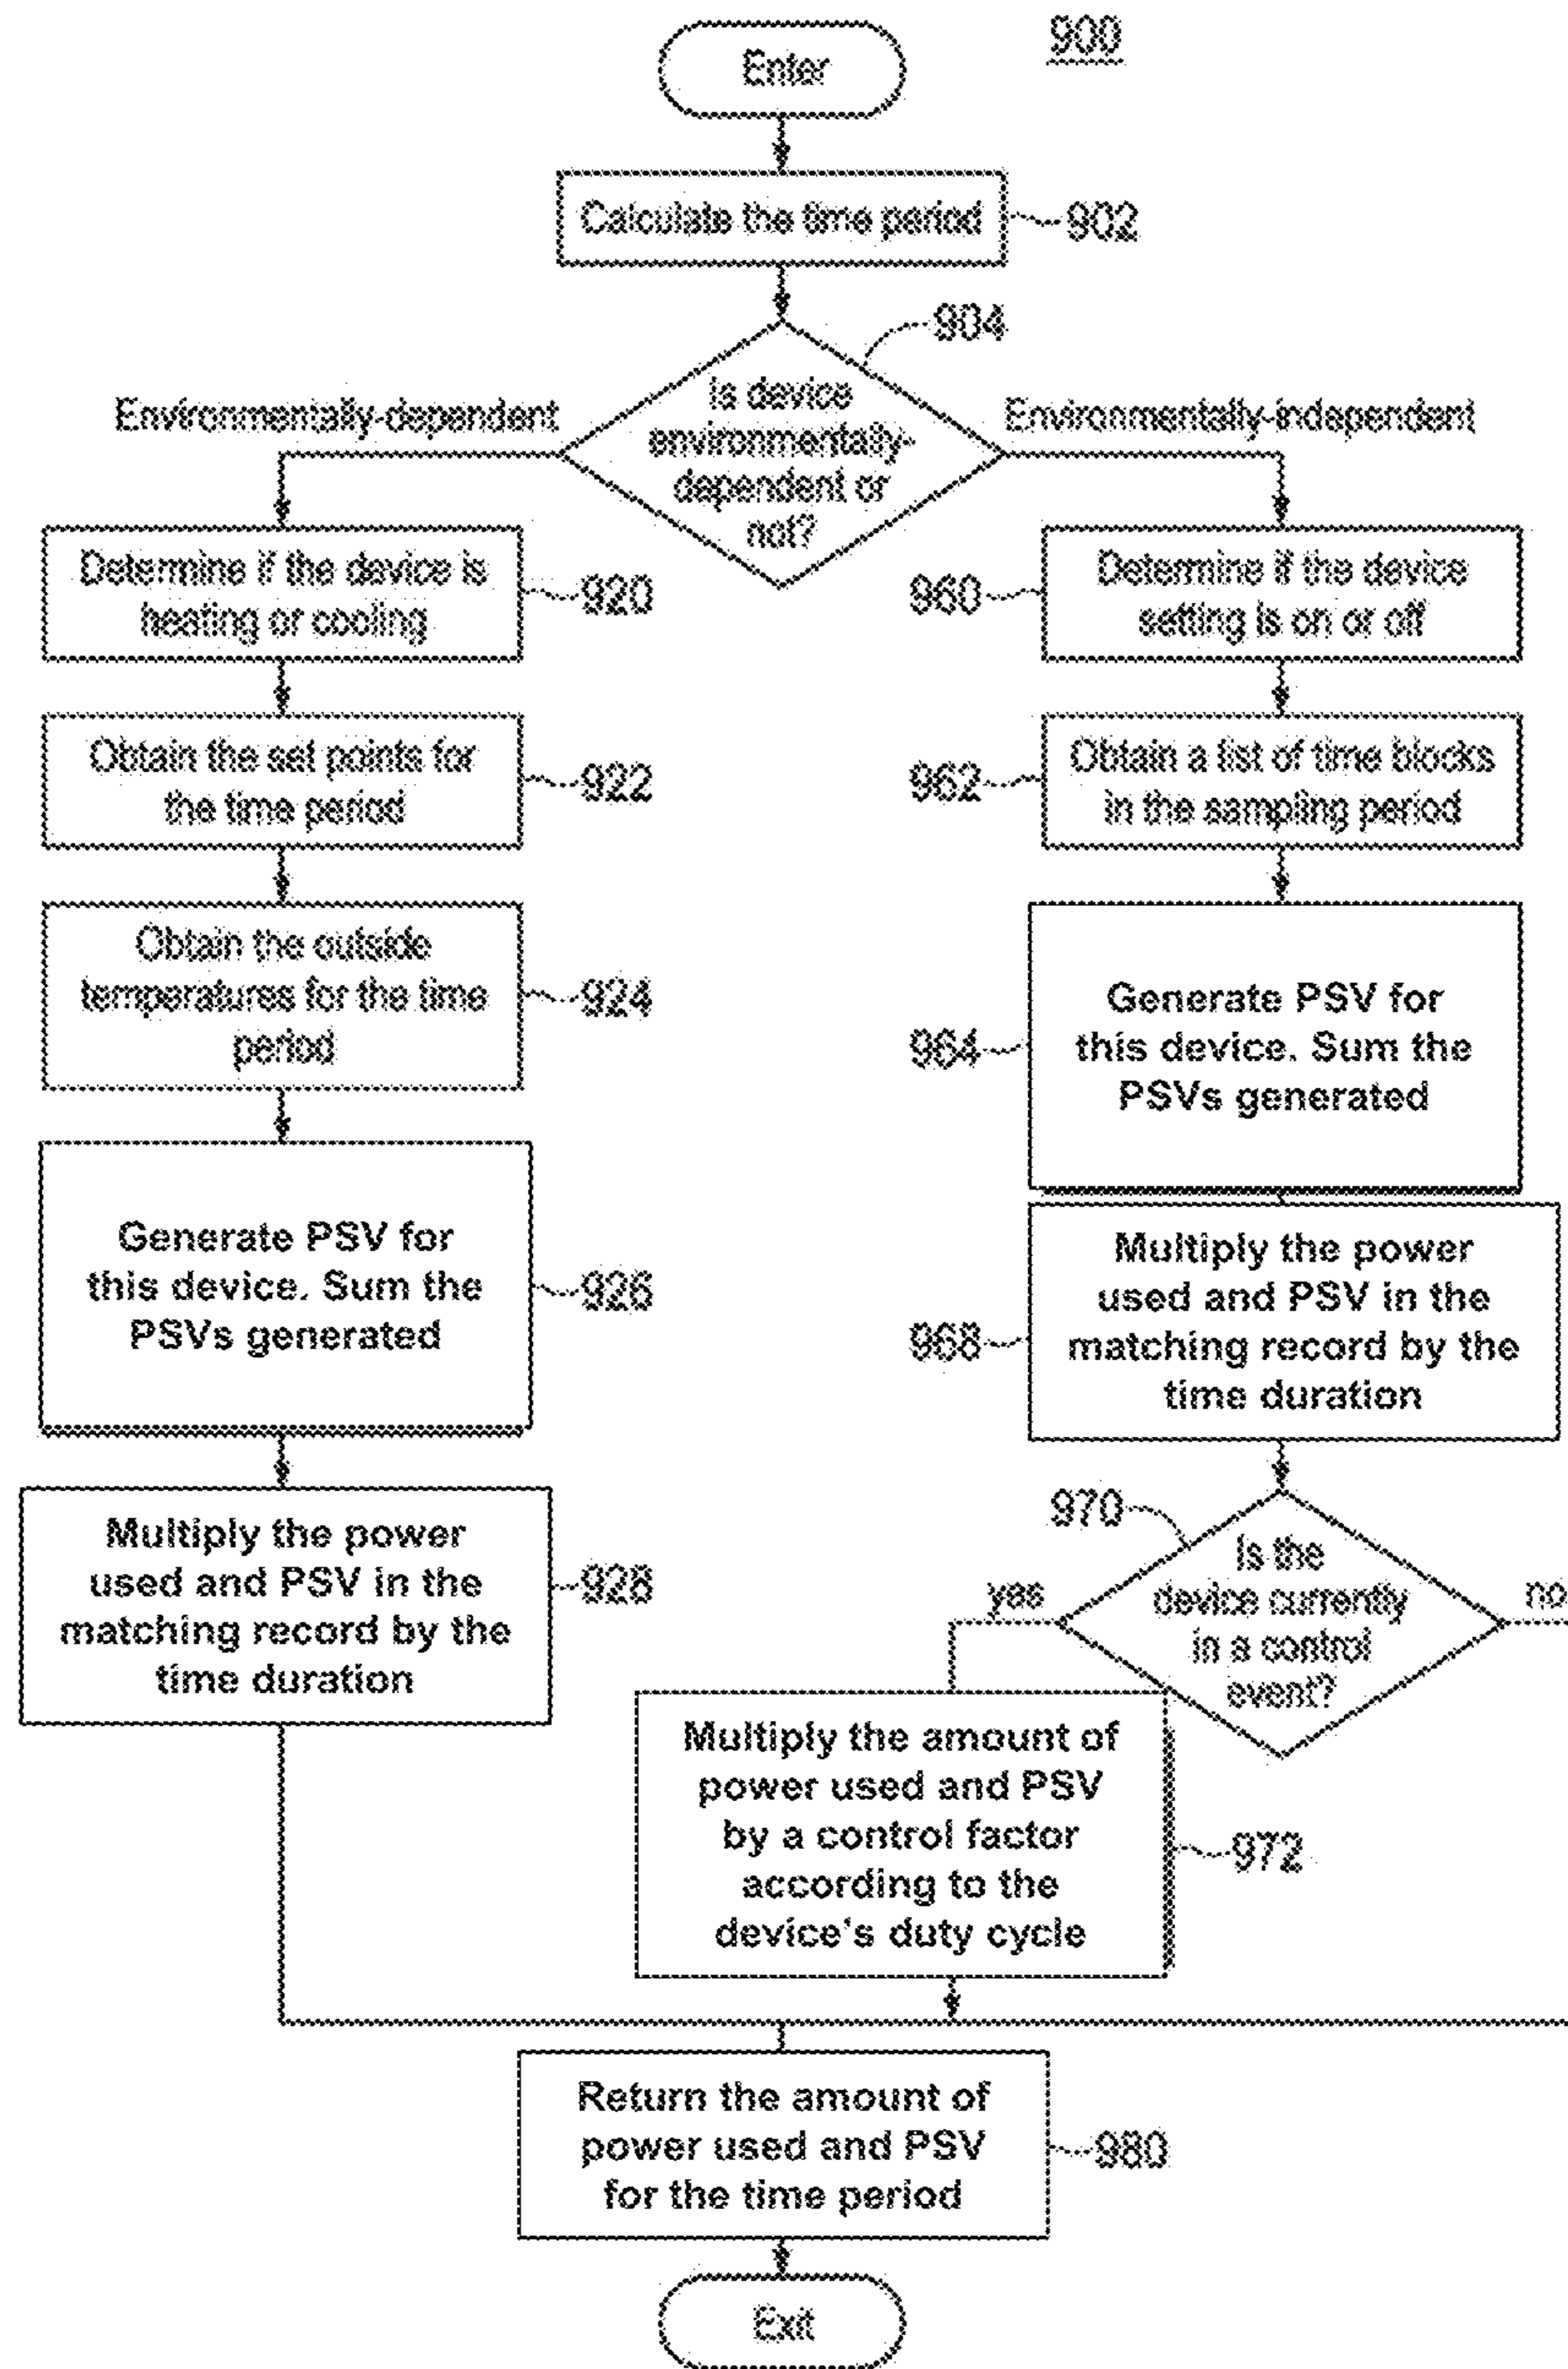 900
Enter
Calculate the time period
902
904
Is device
environmentally-
dependent or
not?
Environmentally-dependent
Environmentally-independent
Determine if the device is
heating or cooling
920
Obtain the set points for
the time period
922
Obtain the outside
temperatures for the time
period
924
Generate PSV for
this device. Sum the
PSVs generated
926
Multiply the power
used and PSV in the
matching record by the
time duration
928
960
Determine if the device
setting is on or off
962
Obtain a list of time blocks
in the sampling period
964
Generate PSV for
this device. Sum the
PSVs generated
968
Multiply the power
used and PSV in the
matching record by the
time duration
970
Is the
device currently
in a control
event?
yes
no
Multiply the amount of
power used and PSV
by a control factor
according to the
device's duty cycle
972
Return the amount of
power used and PSV
for the time period
980
Exit